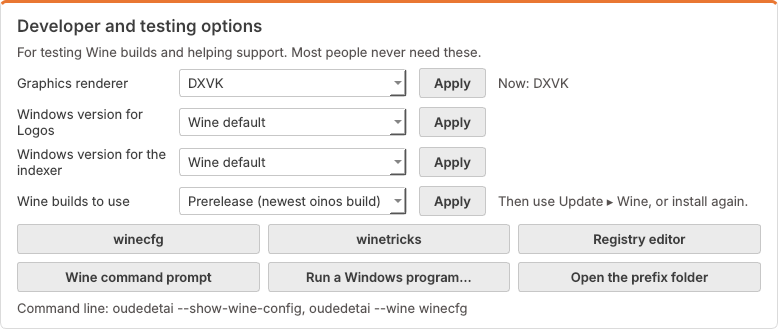 Developer and testing options
For testing Wine builds and helping support. Most people never need these.
Graphics renderer DXVK Apply Now: DXVK
Windows version for
Logos Wine default Apply
Windows version for the
indexer Wine default Apply
Wine builds to use Prerelease (newest oinos build) Apply Then use Update ▸ Wine, or install again.
winecfg winetricks Registry editor
Wine command prompt Run a Windows program... Open the prefix folder
Command line: oudedetai --show-wine-config, oudedetai --wine winecfg